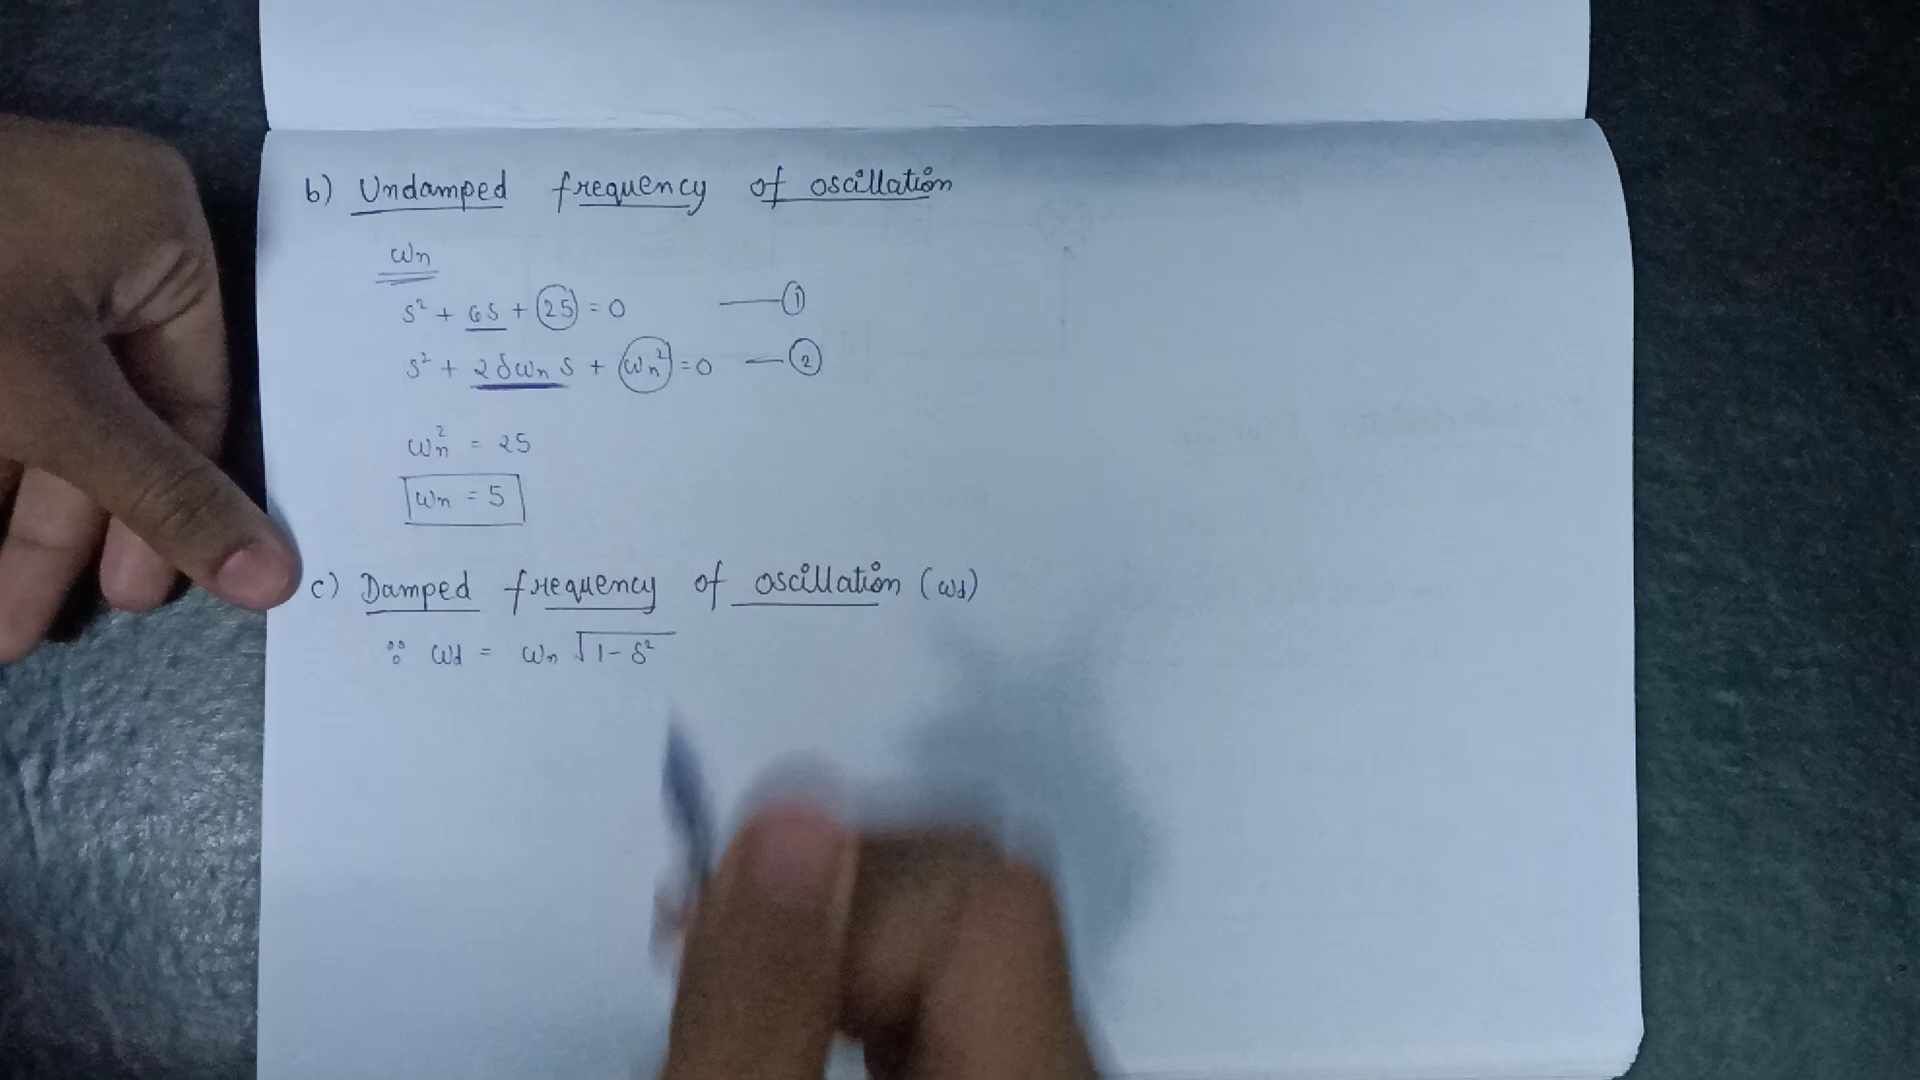 b) Undamped frequency of oscillation
ωn
s² + 6s + 25 = 0 —①
s² + 2δωn s + ωn² = 0 —②
ωn² = 25
ωn = 5
c) Damped frequency of oscillation (ωd)
∵ ωd = ωn √1-δ²